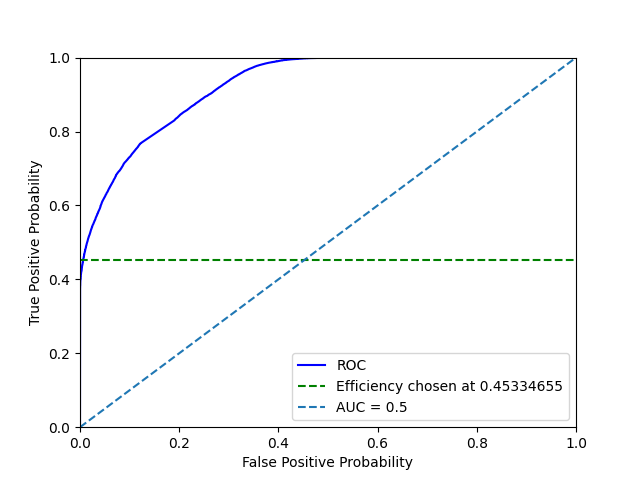 1.0
0.8
0.6
0.4
0.2
0.0
True Positive Probability
ROC
Efficiency chosen at 0.45334655
AUC = 0.5
0.0 0.2 0.4 0.6 0.8 1.0
False Positive Probability